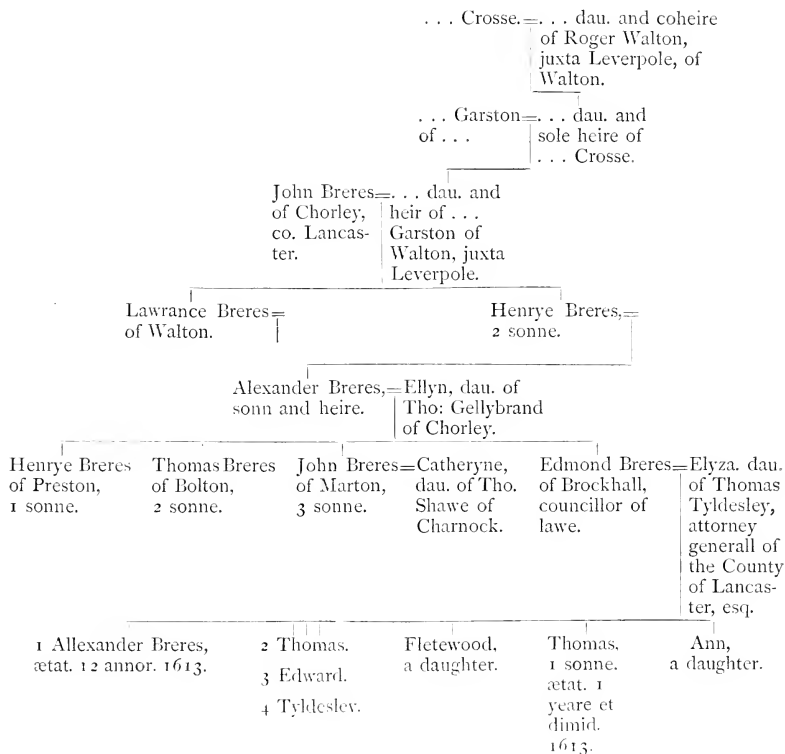 . . . Crosse.=. . . dau. and coheire
of Roger Walton,
juxta Leverpole, of
Walton.
. . . Garston=. . . dau. and
of . . .
sole heire of
. . . Crosse.
John Breres=. . . dau. and
of Chorley,
co. Lancas-
ter.
heir of . . .
Garston of
Walton, juxta
Leverpole.
Lawrance Breres=
of Walton.
Henrye Breres,=
2 sonne.
Alexander Breres,=Ellyn, dau. of
sonn and heire.
Tho: Gellybrand
of Chorley.
Henrye Breres
of Preston,
1 sonne.
Thomas Breres
of Bolton,
2 sonne.
John Breres=Catheryne,
of Marton,
3 sonne.
dau. of Tho.
Shawe of
Charnock.
Edmond Breres=Elyza. dau.
of Brockhall,
councillor of
lawe.
of Thomas
Tyldesley,
attorney
generall of
the County
of Lancas-
ter, esq.
1 Allexander Breres,
ætat. 12 annor. 1613.
2 Thomas.
3 Edward.
4 Tyldesley.
Fletewood,
a daughter.
Thomas,
1 sonne.
ætat. 1
yeare et
dimid.
1613.
Ann,
a daughter.